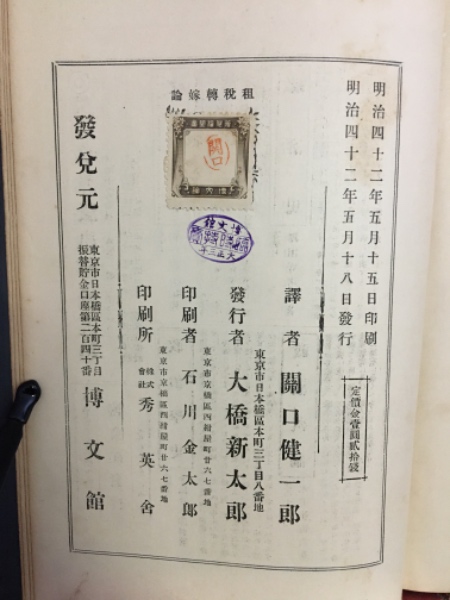 明治四十二年五月十五日印刷
明治四十二年五月十八日發行
定價金壹圓貳拾錢
租稅轉嫁論
關口
譯者 關口健一郎
東京市日本橋區本町三丁目八番地
發行者 大橋新太郎
東京市京橋區西紺屋町廿六七番地
印刷者 石川金太郎
東京市京橋區西紺屋町廿六七番地
印刷所 株式會社 秀英舍
發兌元
東京市日本橋區本町三丁目
振替貯金口座第二百四十番
博文館